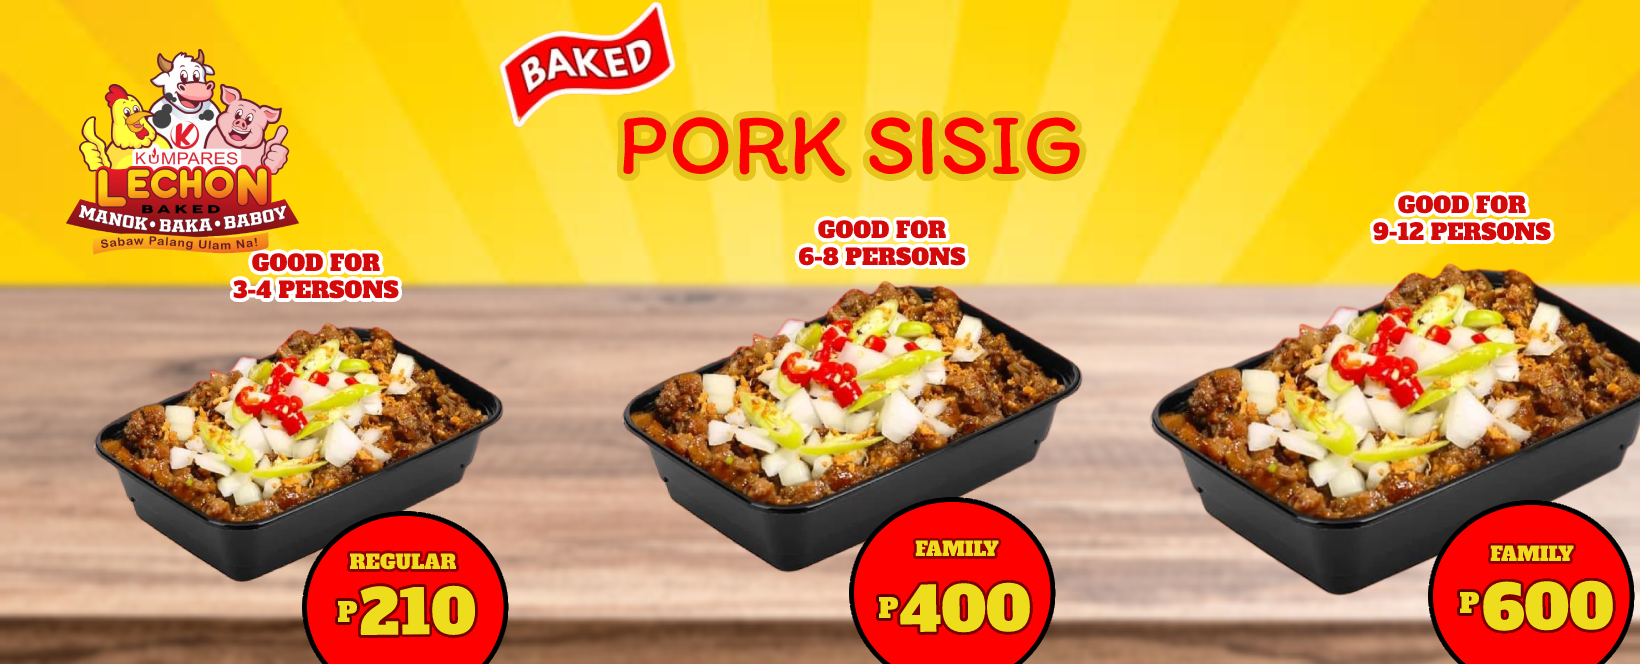 BAKED
PORK SISIG
K
KUMPARES
LECHON
BAKED
MANOK • BAKA • BABOY
Sabaw Palang Ulam Na!
GOOD FOR
3-4 PERSONS
GOOD FOR
6-8 PERSONS
GOOD FOR
9-12 PERSONS
REGULAR
P210
FAMILY
P400
FAMILY
P600